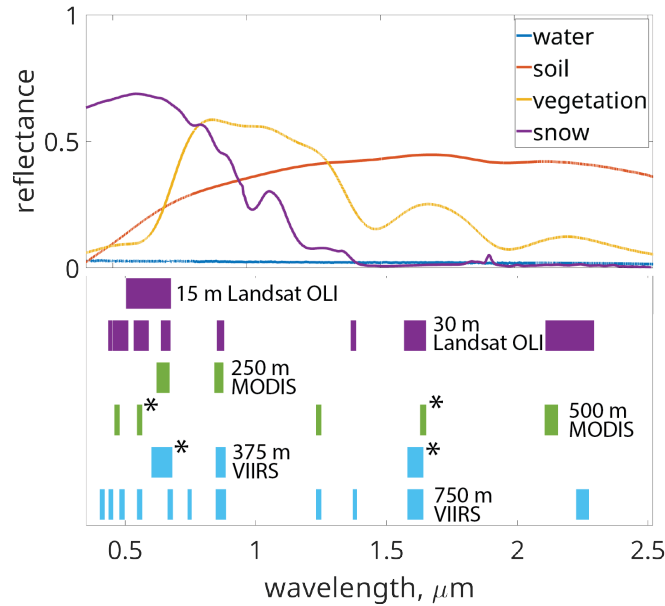 1
0.5
0
reflectance
water
soil
vegetation
snow
15 m Landsat OLI
30 m
Landsat OLI
250 m
MODIS
*
*
500 m
MODIS
*
375 m
VIIRS
*
750 m
VIIRS
0.5
1
1.5
2
2.5
wavelength, μm